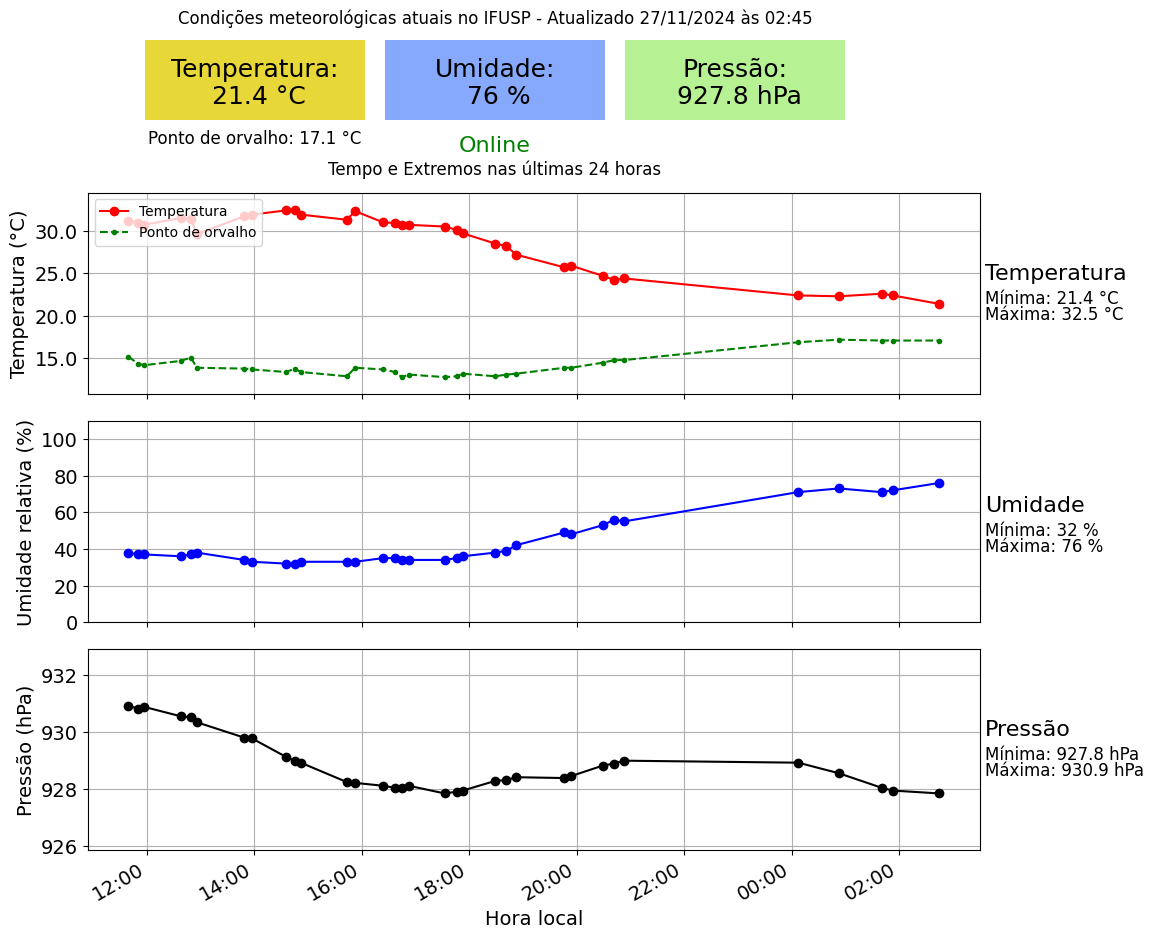 Condições meteorológicas atuais no IFUSP - Atualizado 27/11/2024 às 02:45
Temperatura:
21.4 °C
Umidade:
76 %
Pressão:
927.8 hPa
Ponto de orvalho: 17.1 °C
Online
Tempo e Extremos nas últimas 24 horas
Temperatura (°C)
30.0
25.0
20.0
15.0
Temperatura
Ponto de orvalho
Temperatura
Mínima: 21.4 °C
Máxima: 32.5 °C
Umidade relativa (%)
100
80
60
40
20
0
Umidade
Mínima: 32 %
Máxima: 76 %
Pressão (hPa)
932
930
928
926
Pressão
Mínima: 927.8 hPa
Máxima: 930.9 hPa
12:00
14:00
16:00
18:00
20:00
22:00
00:00
02:00
Hora local